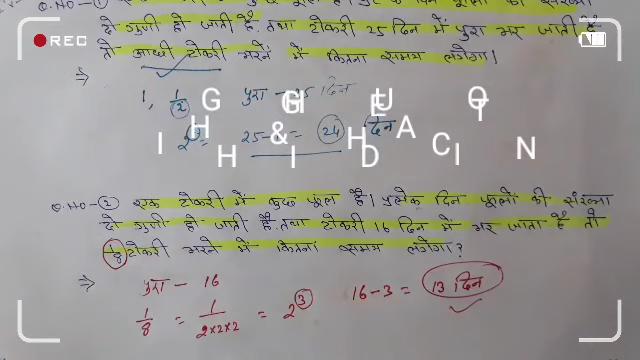 REC
Q.NO-① 
दो गुणी हो जाती है. तथा टोकरी 25 दिन में पुरा भर जाती है
तो आधी टोकरी भरने में कितना समय लगेगा।
⇒ 1, 1/2 पुरा - 25 दिन
25-1 = 24 दिन
G H G E U Q T
I H H & I H D A C I N
Q.NO-② एक टोकरी में कुछ फूल है। प्रत्येक दिन फूलों की संख्या
दो गुणी हो जाती है. तथा टोकरी 16 दिन में भर जाता है तो
1/8 टोकरी भरने में कितना समय लगेगा?
⇒ पुरा - 16
1/8 = 1/2×2×2 = 2③ 16-3 = 13 दिन